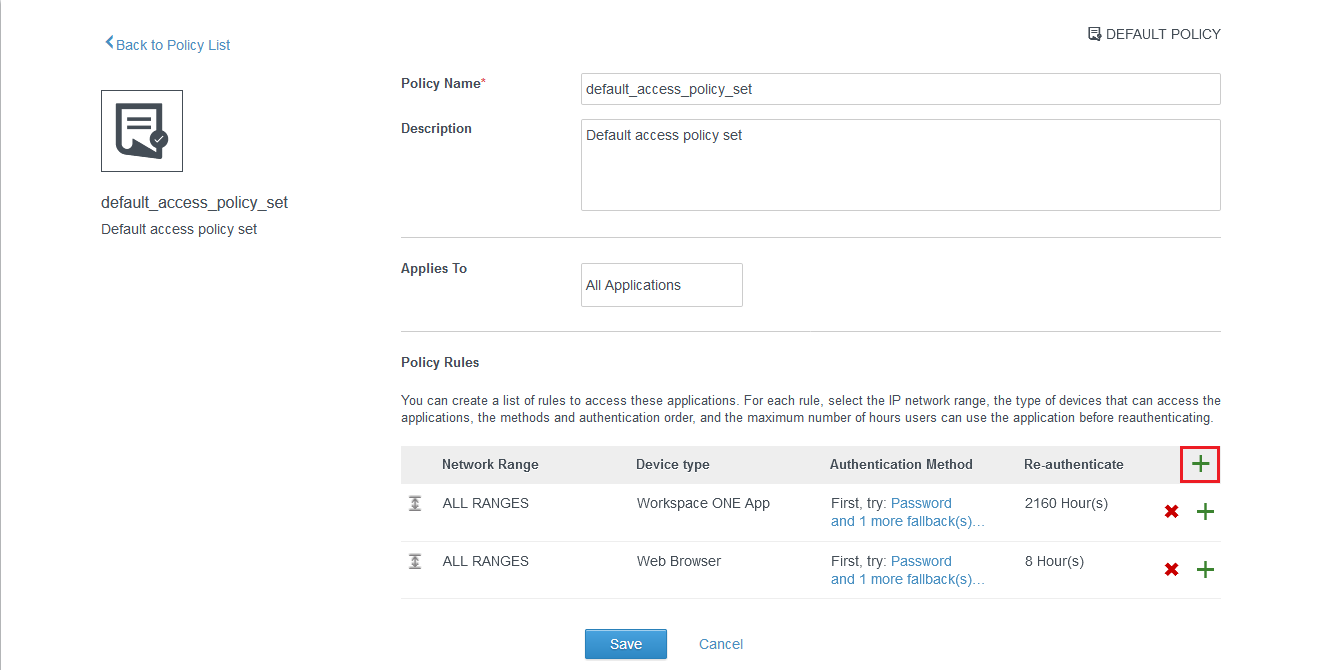 Back to Policy List
DEFAULT POLICY
default_access_policy_set
Default access policy set
Policy Name*
default_access_policy_set
Description
Default access policy set
Applies To
All Applications
Policy Rules
You can create a list of rules to access these applications. For each rule, select the IP network range, the type of devices that can access the
applications, the methods and authentication order, and the maximum number of hours users can use the application before reauthenticating.
Network Range Device type Authentication Method Re-authenticate
ALL RANGES Workspace ONE App First, try: Password 2160 Hour(s)
and 1 more fallback(s)...
ALL RANGES Web Browser First, try: Password 8 Hour(s)
and 1 more fallback(s)...
Save Cancel